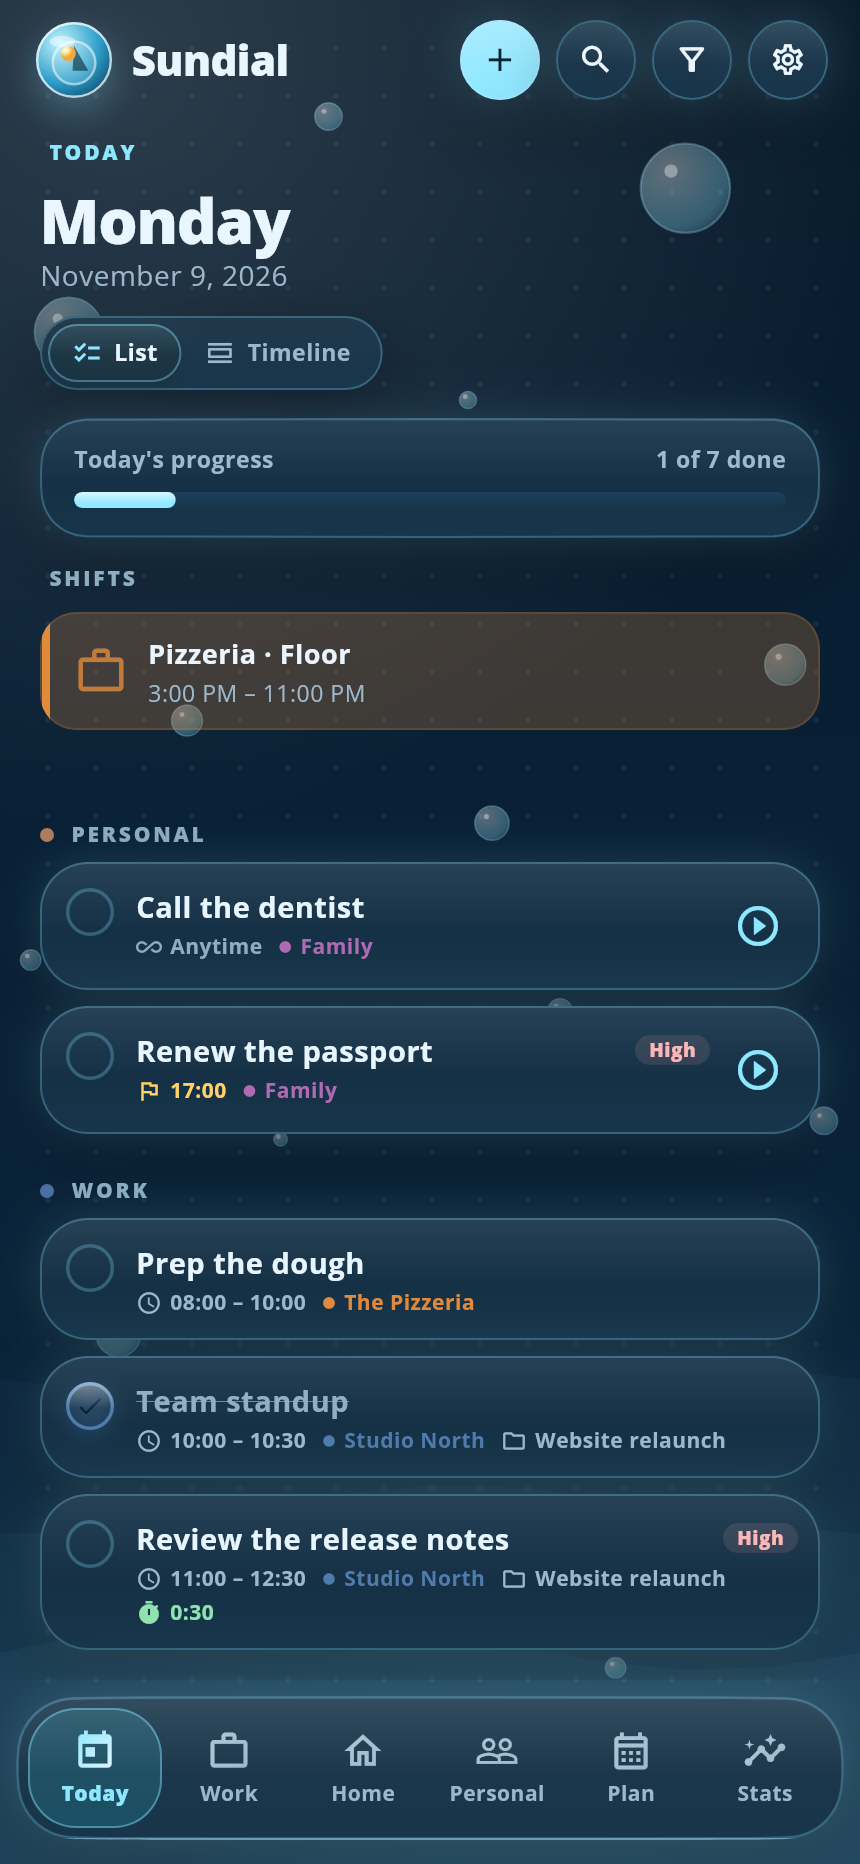 Sundial
TODAY
Monday
November 9, 2026
List
Timeline
Today's progress
1 of 7 done
SHIFTS
Pizzeria · Floor
3:00 PM – 11:00 PM
PERSONAL
Call the dentist
Anytime
Family
Renew the passport
High
17:00
Family
WORK
Prep the dough
08:00 – 10:00
The Pizzeria
Team standup
10:00 – 10:30
Studio North
Website relaunch
Review the release notes
High
11:00 – 12:30
Studio North
Website relaunch
0:30
Today
Work
Home
Personal
Plan
Stats